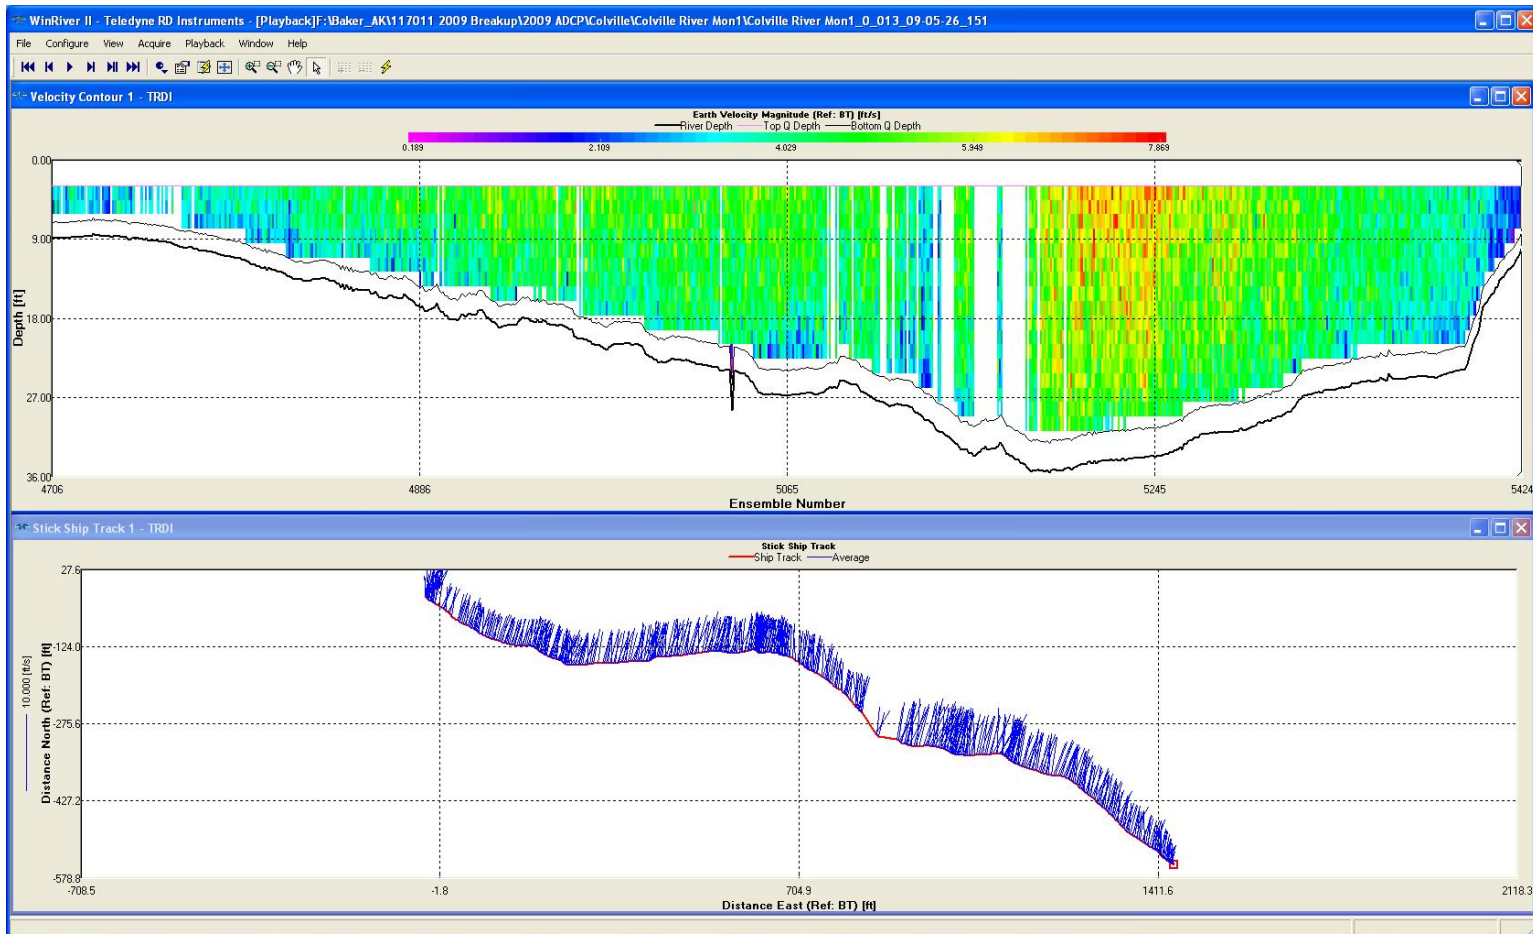 WinRiver II - Teledyne RD Instruments - [Playback]F:\Baker_AK\117011 2009 Breakup\2009 ADCP\Colville\Colville River Mon1\Colville River Mon1_0_013_09-05-26_151
File Configure View Acquire Playback Window Help
Velocity Contour 1 - TRDI
Earth Velocity Magnitude (Ref: BT) [ft/s]
River Depth Top Q Depth Bottom Q Depth
0.189 2.109 4.029 5.949 7.869
0.00
9.00
18.00
27.00
36.00
Depth [ft]
4706 4886 5065 5245 5424
Ensemble Number
Stick Ship Track 1 - TRDI
Stick Ship Track
Ship Track Average
27.6
-124.0
-275.6
-427.2
-578.8
10.000 [ft/s]
Distance North (Ref: BT) [ft]
-708.5 -1.8 704.9 1411.6 2118.3
Distance East (Ref: BT) [ft]